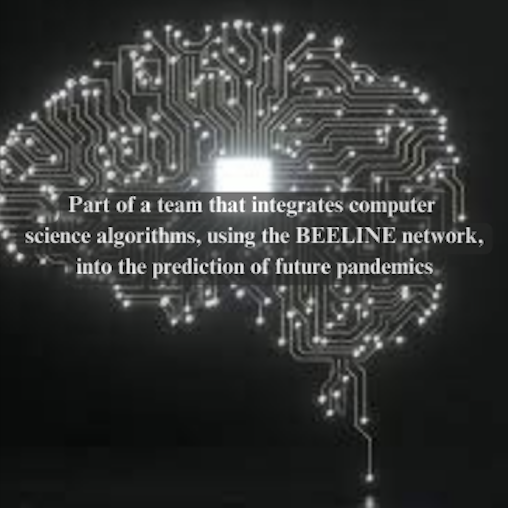 Part of a team that integrates computer
science algorithms, using the BEELINE network,
into the prediction of future pandemics